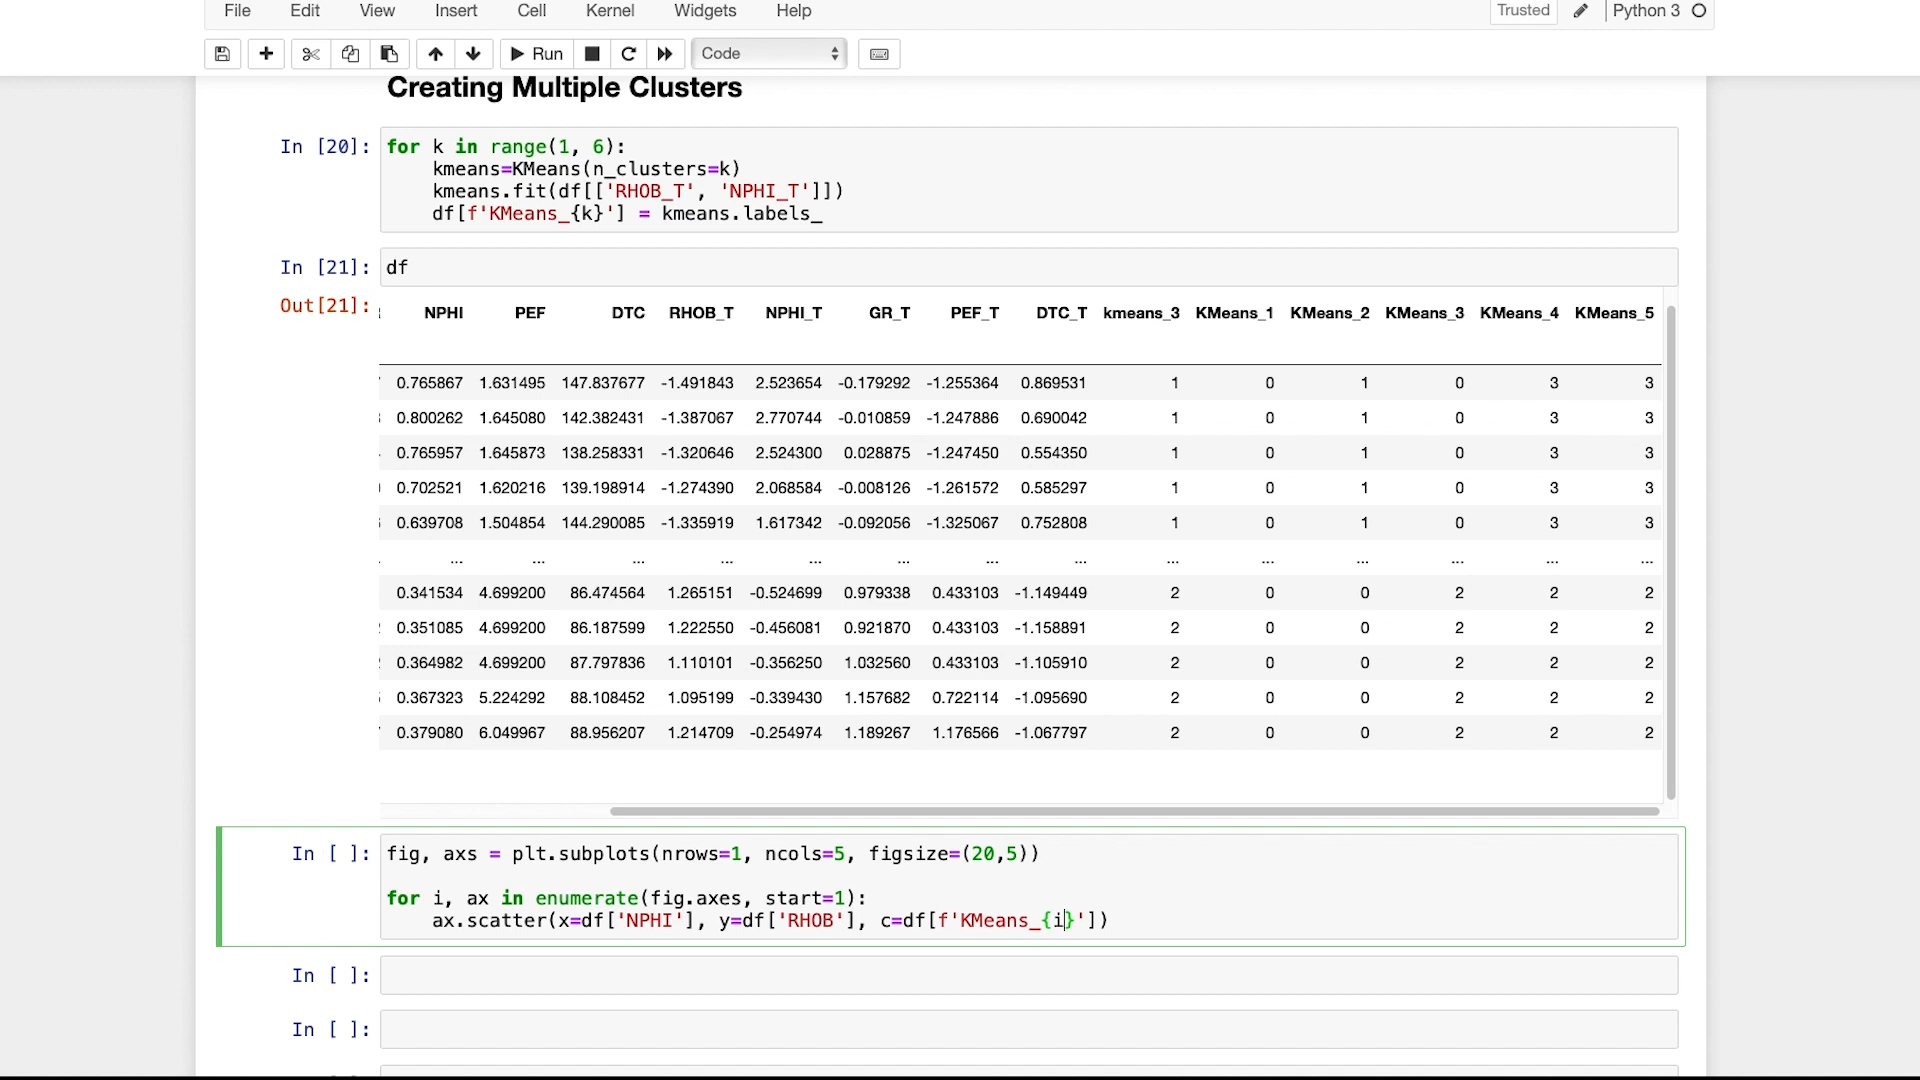 File Edit View Insert Cell Kernel Widgets Help Trusted Python 3
Run Code
Creating Multiple Clusters
In [20]: for k in range(1, 6):
    kmeans=KMeans(n_clusters=k)
    kmeans.fit(df[['RHOB_T', 'NPHI_T']])
    df[f'KMeans_{k}'] = kmeans.labels_
In [21]: df
Out[21]: NPHI PEF DTC RHOB_T NPHI_T GR_T PEF_T DTC_T kmeans_3 KMeans_1 KMeans_2 KMeans_3 KMeans_4 KMeans_5
0.765867 1.631495 147.837677 -1.491843 2.523654 -0.179292 -1.255364 0.869531 1 0 1 0 3 3
0.800262 1.645080 142.382431 -1.387067 2.770744 -0.010859 -1.247886 0.690042 1 0 1 0 3 3
0.765957 1.645873 138.258331 -1.320646 2.524300 0.028875 -1.247450 0.554350 1 0 1 0 3 3
0.702521 1.620216 139.198914 -1.274390 2.068584 -0.008126 -1.261572 0.585297 1 0 1 0 3 3
0.639708 1.504854 144.290085 -1.335919 1.617342 -0.092056 -1.325067 0.752808 1 0 1 0 3 3
... ... ... ... ... ... ... ... ... ... ... ... ... ...
0.341534 4.699200 86.474564 1.265151 -0.524699 0.979338 0.433103 -1.149449 2 0 0 2 2 2
0.351085 4.699200 86.187599 1.222550 -0.456081 0.921870 0.433103 -1.158891 2 0 0 2 2 2
0.364982 4.699200 87.797836 1.110101 -0.356250 1.032560 0.433103 -1.105910 2 0 0 2 2 2
0.367323 5.224292 88.108452 1.095199 -0.339430 1.157682 0.722114 -1.095690 2 0 0 2 2 2
0.379080 6.049967 88.956207 1.214709 -0.254974 1.189267 1.176566 -1.067797 2 0 0 2 2 2
In [ ]: fig, axs = plt.subplots(nrows=1, ncols=5, figsize=(20,5))
for i, ax in enumerate(fig.axes, start=1):
    ax.scatter(x=df['NPHI'], y=df['RHOB'], c=df[f'KMeans_{i}'])
In [ ]:
In [ ]: